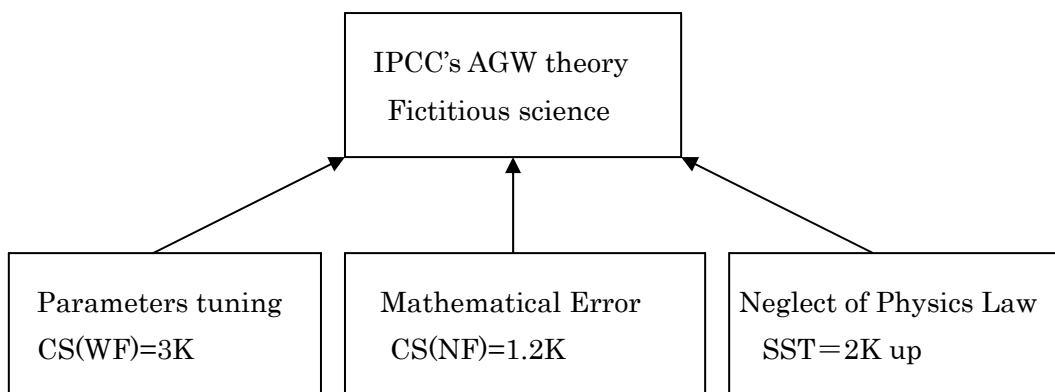 IPCC’s AGW theory
Fictitious science
Parameters tuning
CS(WF)=3K
Mathematical Error
CS(NF)=1.2K
Neglect of Physics Law
SST＝2K up